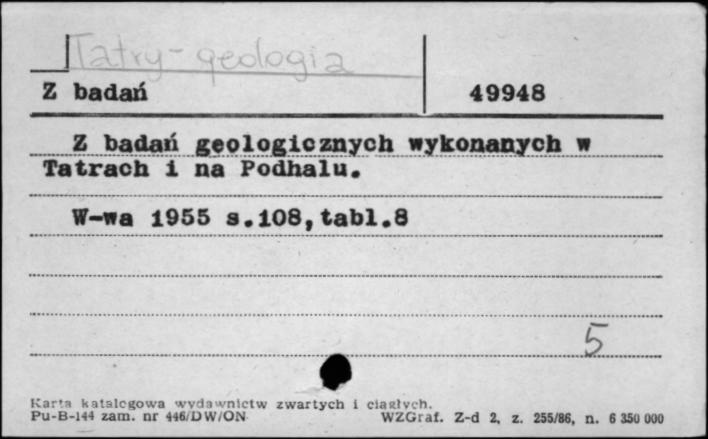 Tatry - geologia
Z badań 49948
Z badań geologicznych wykonanych w
Tatrach i na Podhalu.
W-wa 1955 s.108,tabl.8
5
Karta katalogowa wydawnictw zwartych i ciągłych.
Pu-B-144 zam. nr 446/DW/ON WZGraf. Z-d 2, z. 255/86, n. 6 350 000